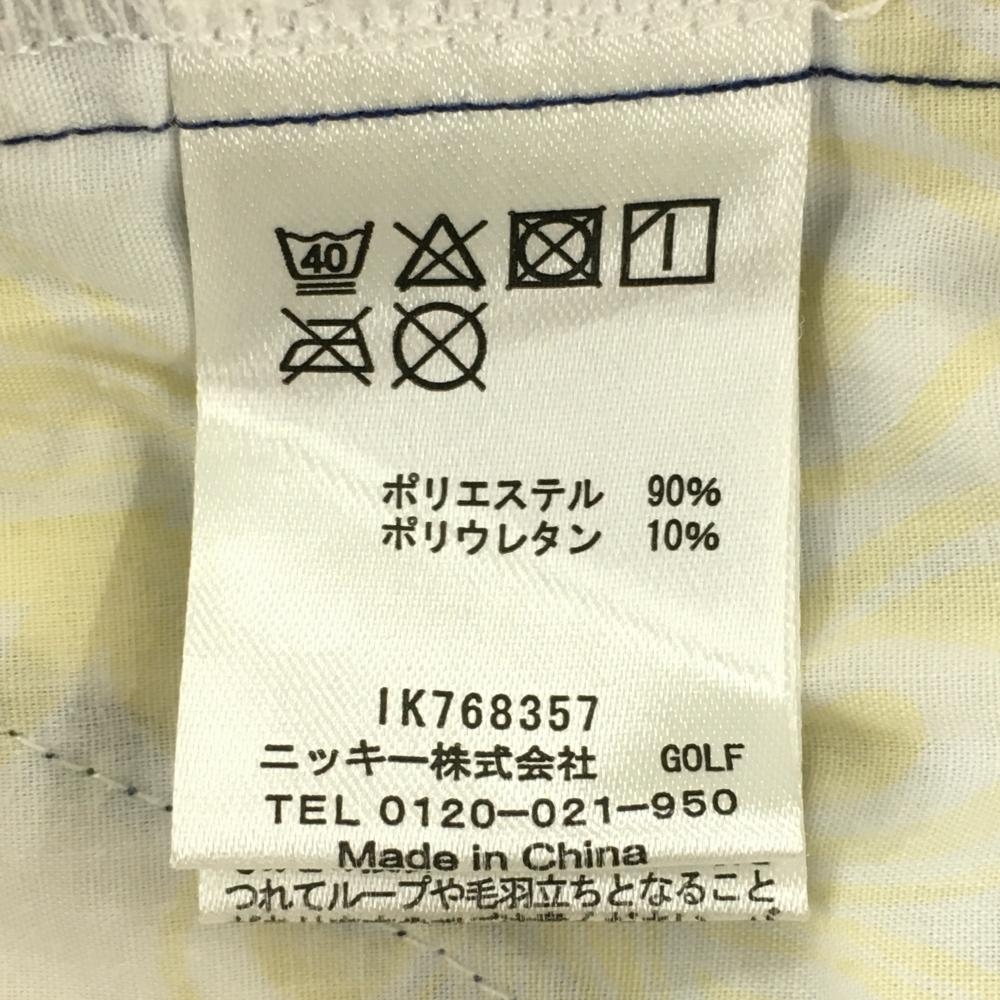 40
ポリエステル 90%
ポリウレタン 10%
IK768357
ニッキー株式会社 GOLF
TEL 0120-021-950
Made in China
つれてループや毛羽立ちとなること